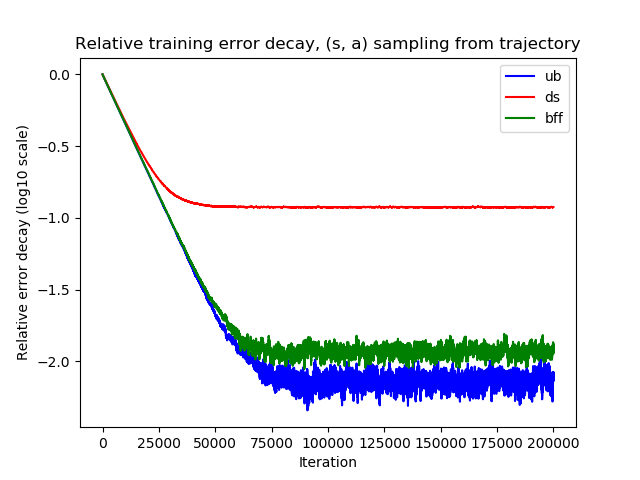 Relative training error decay, (s, a) sampling from trajectory
Relative error decay (log10 scale)
0.0
−0.5
−1.0
−1.5
−2.0
ub
ds
bff
0 25000 50000 75000 100000 125000 150000 175000 200000
Iteration